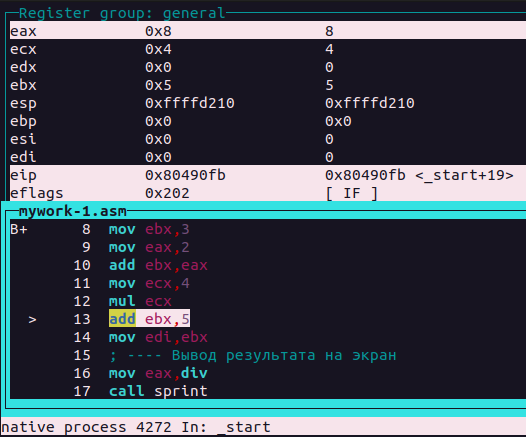 Register group: general
eax 0x8 8
ecx 0x4 4
edx 0x0 0
ebx 0x5 5
esp 0xffffd210 0xffffd210
ebp 0x0 0x0
esi 0x0 0
edi 0x0 0
eip 0x80490fb 0x80490fb <_start+19>
eflags 0x202 [ IF ]
mywork-1.asm
B+ 8 mov ebx,3
9 mov eax,2
10 add ebx,eax
11 mov ecx,4
12 mul ecx
> 13 add ebx,5
14 mov edi,ebx
15 ; ---- Вывод результата на экран
16 mov eax,div
17 call sprint
native process 4272 In: _start